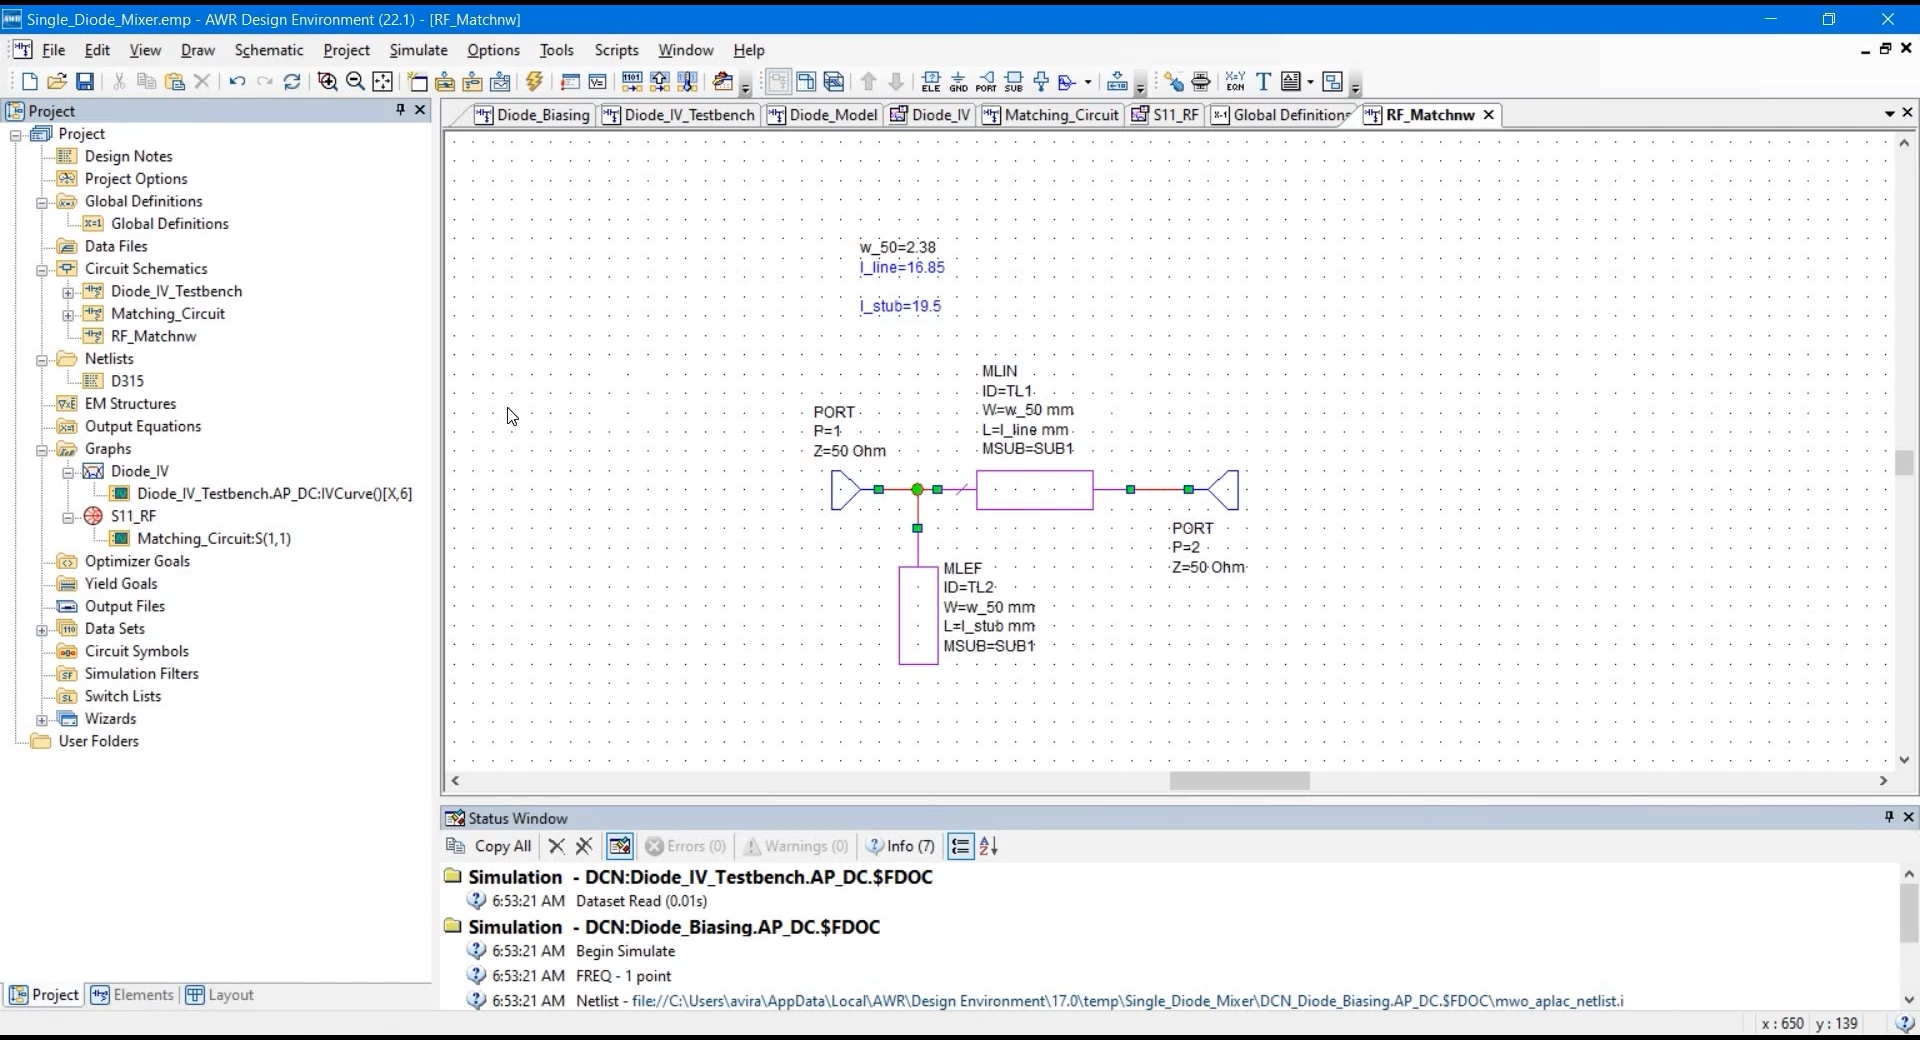 Single_Diode_Mixer.emp - AWR Design Environment (22.1) - [RF_Matchnw]
File Edit View Draw Schematic Project Simulate Options Tools Scripts Window Help
ELE GND PORT SUB X=Y EQN T
Project
Diode_Biasing Diode_IV_Testbench Diode_Model Diode_IV Matching_Circuit S11_RF Global Definitions RF_Matchnw
Project
Design Notes
Project Options
Global Definitions
Global Definitions
Data Files
Circuit Schematics
Diode_IV_Testbench
Matching_Circuit
RF_Matchnw
Netlists
D315
EM Structures
Output Equations
Graphs
Diode_IV
Diode_IV_Testbench.AP_DC:IVCurve()[X,6]
S11_RF
Matching_Circuit:S(1,1)
Optimizer Goals
Yield Goals
Output Files
Data Sets
Circuit Symbols
Simulation Filters
Switch Lists
Wizards
User Folders
Project Elements Layout
w_50=2.38
l_line=16.85
l_stub=19.5
MLIN
ID=TL1
W=w_50 mm
L=l_line mm
MSUB=SUB1
PORT
P=1
Z=50 Ohm
PORT
P=2
Z=50 Ohm
MLEF
ID=TL2
W=w_50 mm
L=l_stub mm
MSUB=SUB1
Status Window
Copy All Errors (0) Warnings (0) Info (7)
Simulation - DCN:Diode_IV_Testbench.AP_DC.$FDOC
6:53:21 AM Dataset Read (0.01s)
Simulation - DCN:Diode_Biasing.AP_DC.$FDOC
6:53:21 AM Begin Simulate
6:53:21 AM FREQ - 1 point
6:53:21 AM Netlist - file://C:\Users\avira\AppData\Local\AWR\Design Environment\17.0\temp\Single_Diode_Mixer\DCN_Diode_Biasing.AP_DC.$FDOC\mwo_aplac_netlist.i
x : 650 y : 139